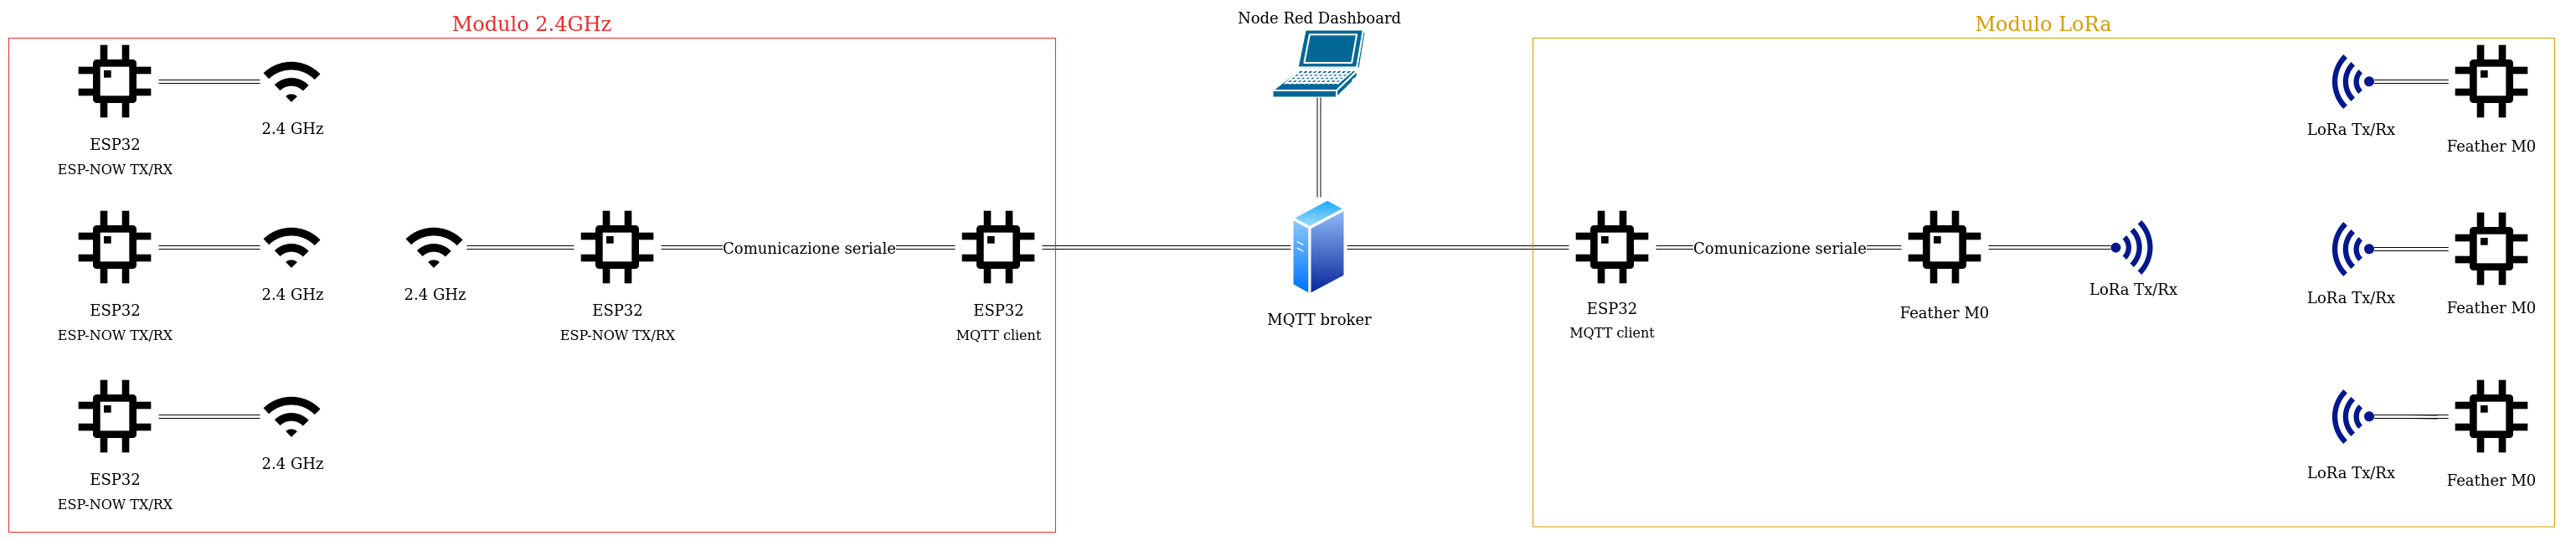 Modulo 2.4GHz
ESP32
ESP-NOW TX/RX
2.4 GHz
ESP32
ESP-NOW TX/RX
2.4 GHz
2.4 GHz
ESP32
ESP-NOW TX/RX
Comunicazione seriale
ESP32
MQTT client
ESP32
ESP-NOW TX/RX
2.4 GHz
Node Red Dashboard
MQTT broker
Modulo LoRa
LoRa Tx/Rx
Feather M0
ESP32
MQTT client
Comunicazione seriale
Feather M0
LoRa Tx/Rx
LoRa Tx/Rx
Feather M0
LoRa Tx/Rx
Feather M0